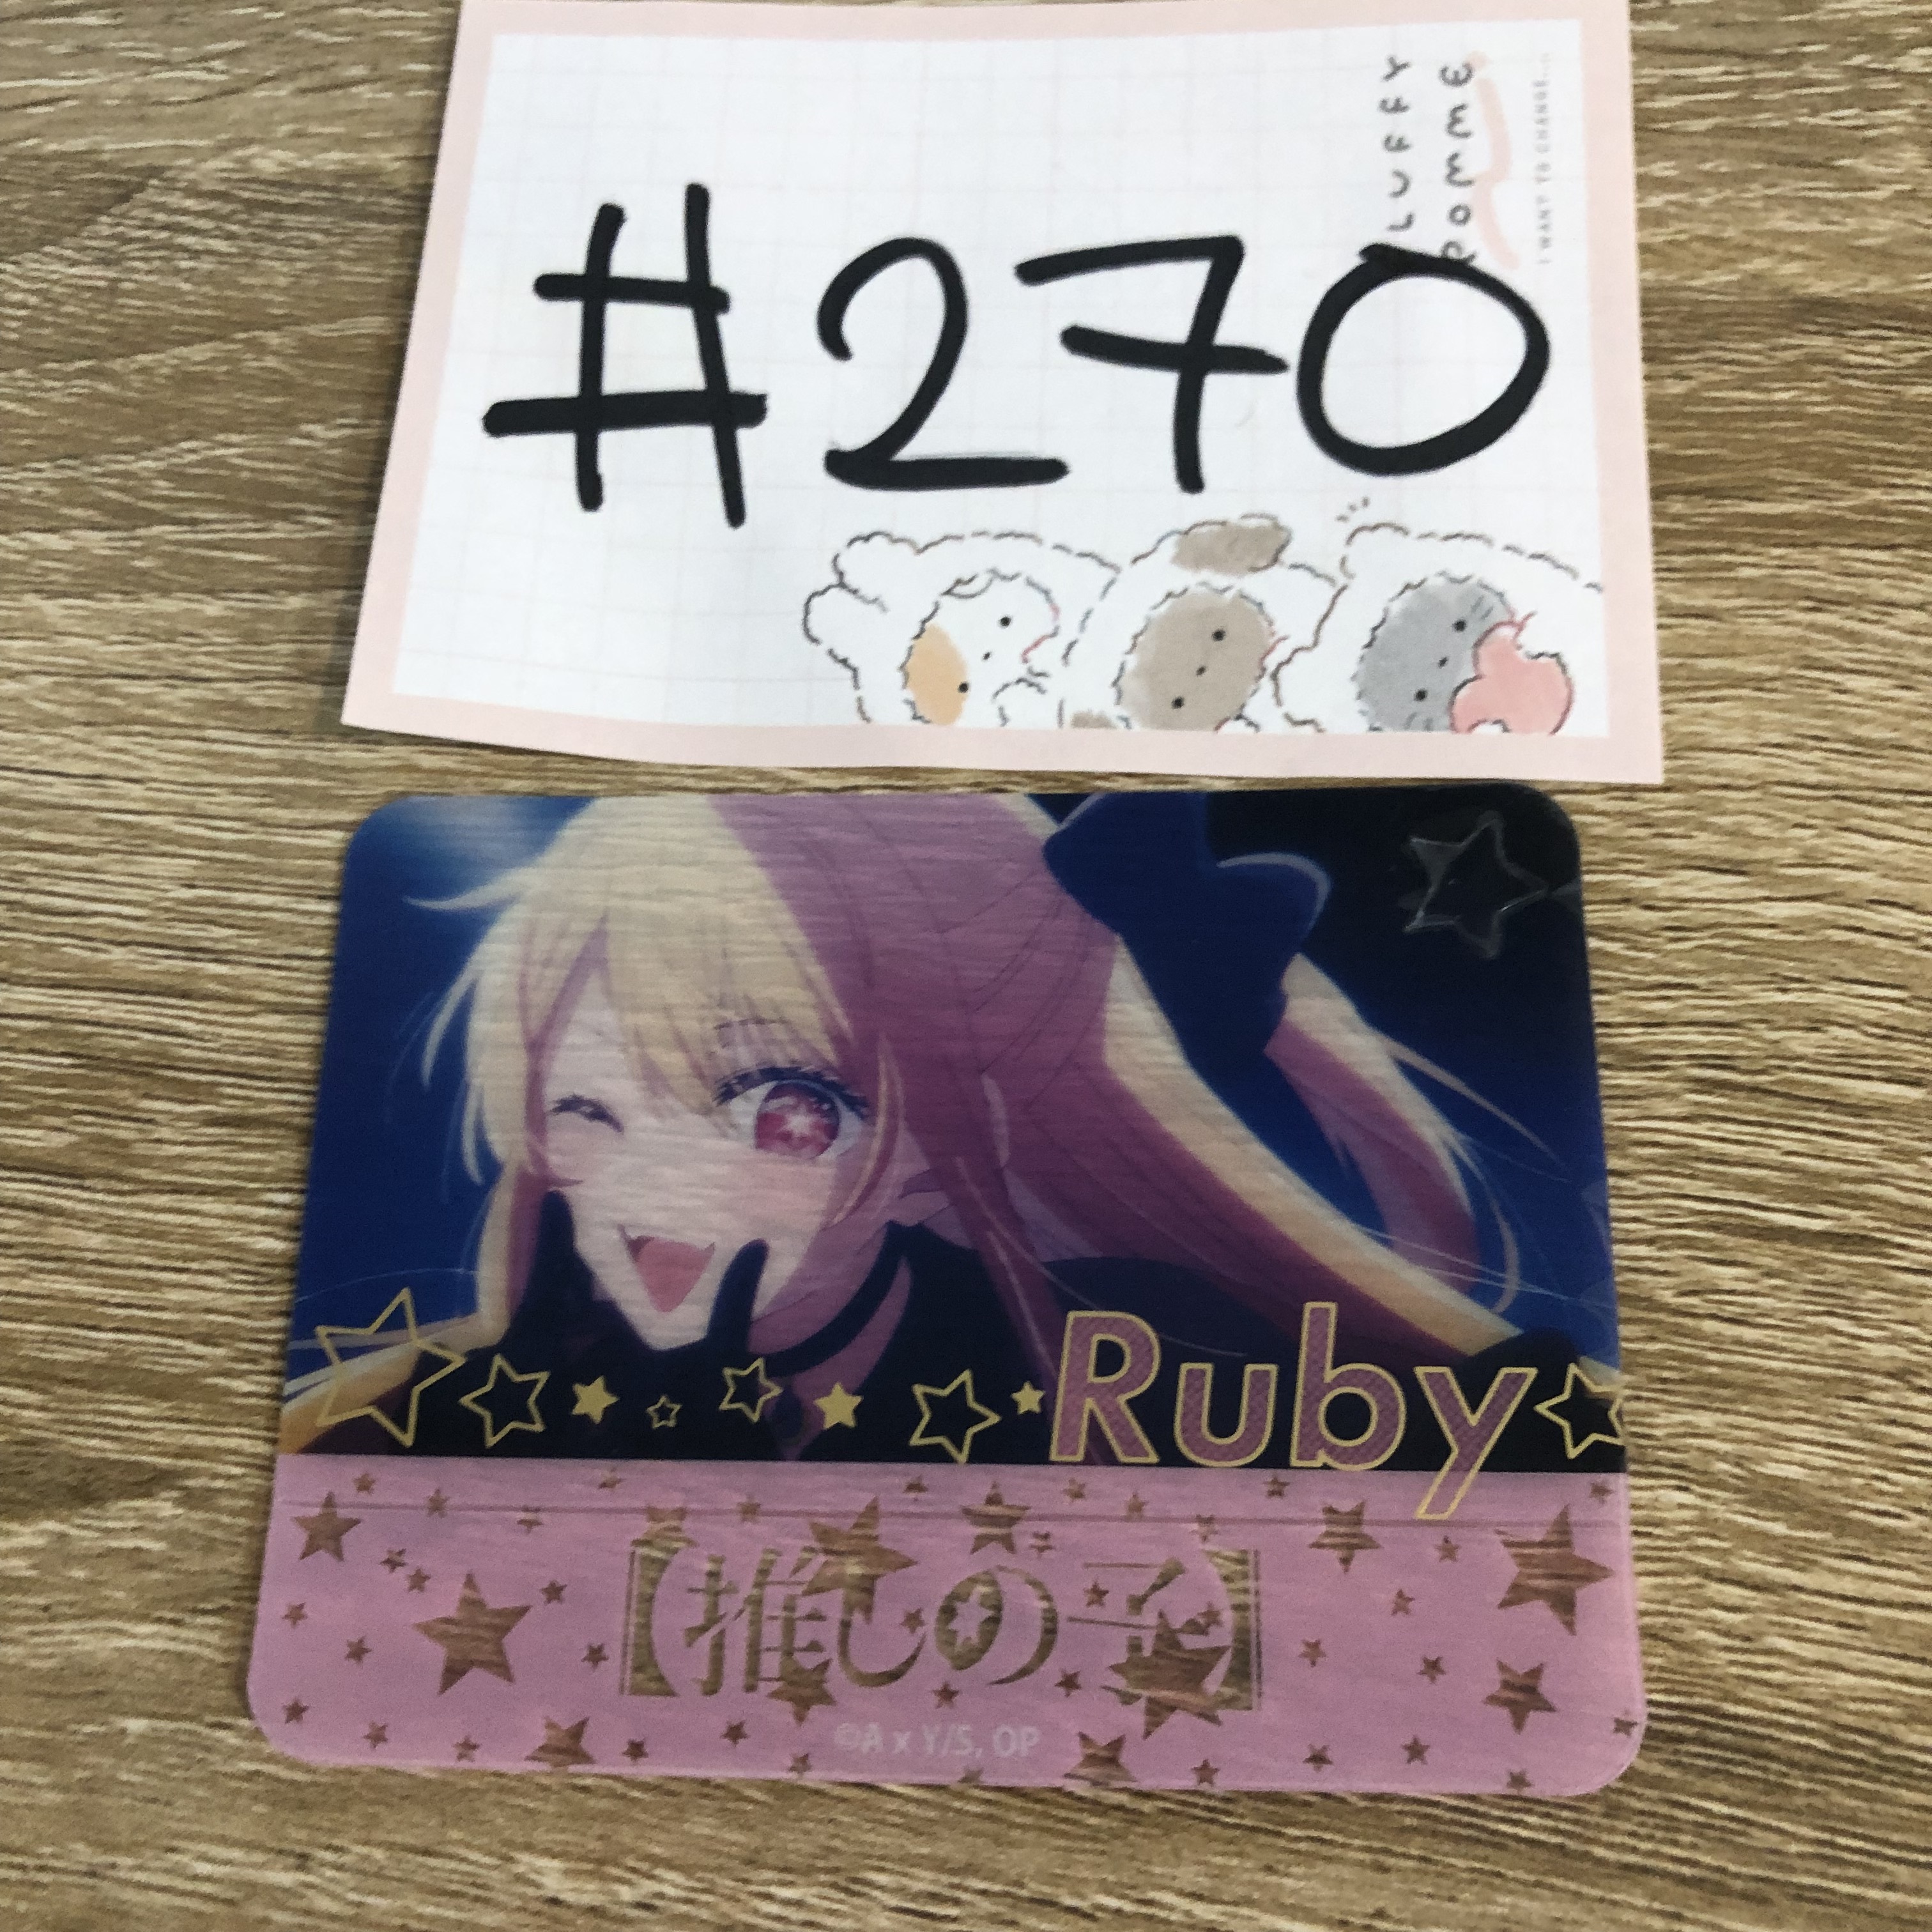 FLUFFY
POMME
I WANT TO CHANGE...
#270
Ruby
【推しの子】
©A x Y/S, OP